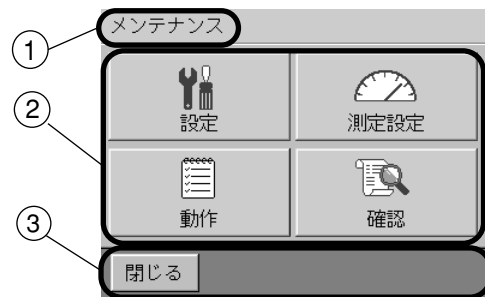 ① メンテナンス
② 設定 測定設定
動作 確認
③ 閉じる